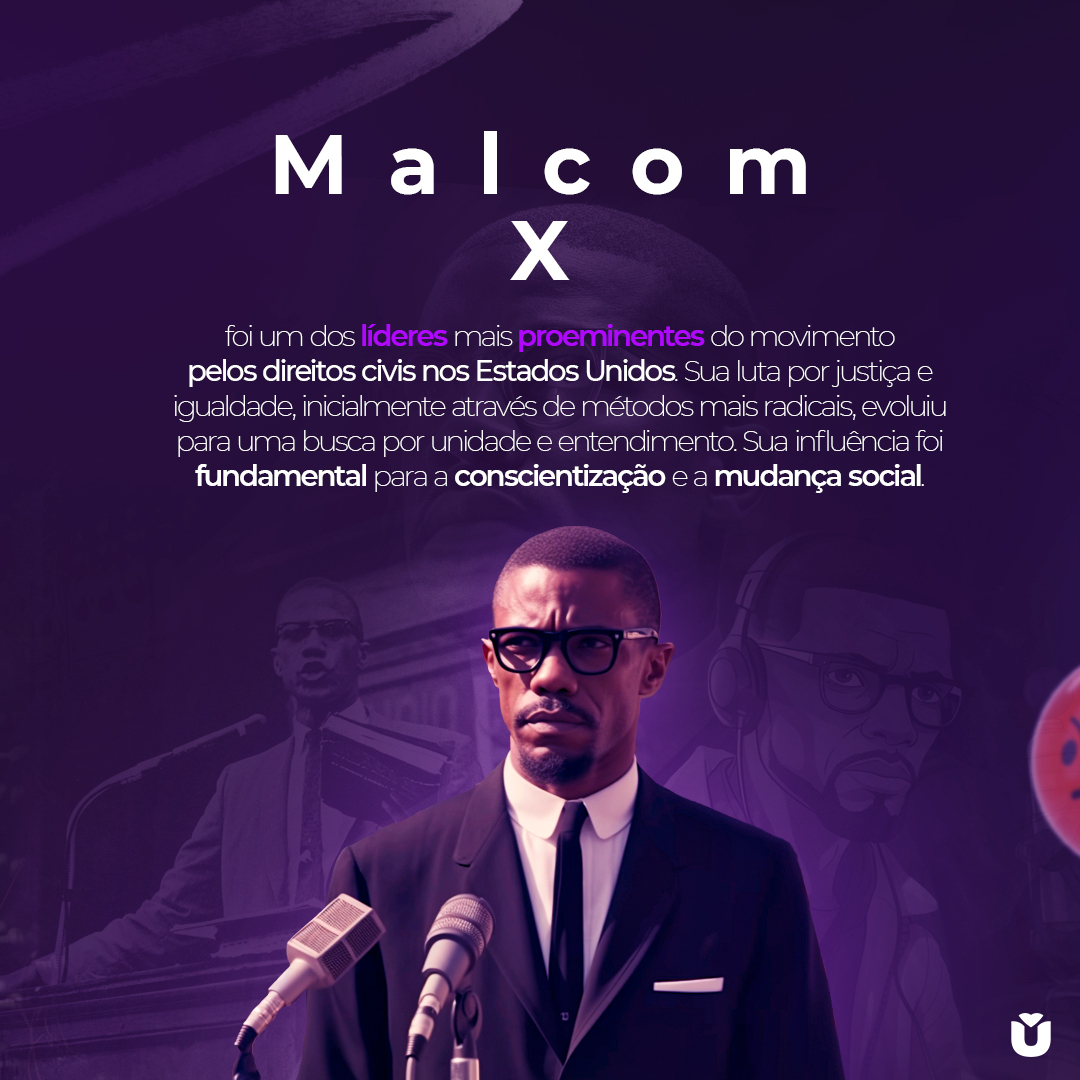 Malcom
X
foi um dos líderes mais proeminentes do movimento
pelos direitos civis nos Estados Unidos. Sua luta por justiça e
igualdade, inicialmente através de métodos mais radicais, evoluiu
para uma busca por unidade e entendimento. Sua influência foi
fundamental para a conscientização e a mudança social.